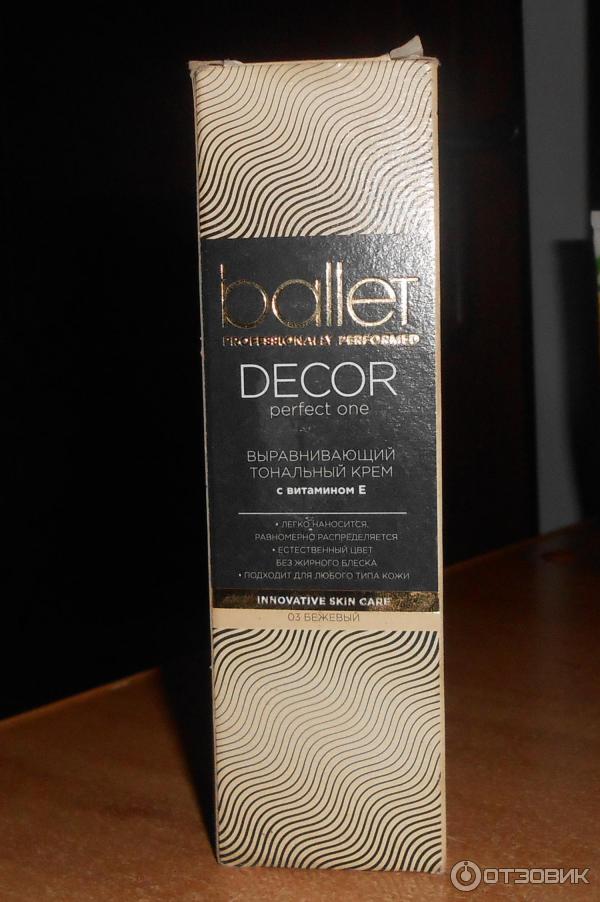 ballet
PROFESSIONALLY PERFORMED
DECOR
perfect one
ВЫРАВНИВАЮЩИЙ
ТОНАЛЬНЫЙ КРЕМ
с витамином Е
• ЛЕГКО НАНОСИТСЯ,
РАВНОМЕРНО РАСПРЕДЕЛЯЕТСЯ
• ЕСТЕСТВЕННЫЙ ЦВЕТ
БЕЗ ЖИРНОГО БЛЕСКА
• ПОДХОДИТ ДЛЯ ЛЮБОГО ТИПА КОЖИ
INNOVATIVE SKIN CARE
03 БЕЖЕВЫЙ
ОТЗОВИК